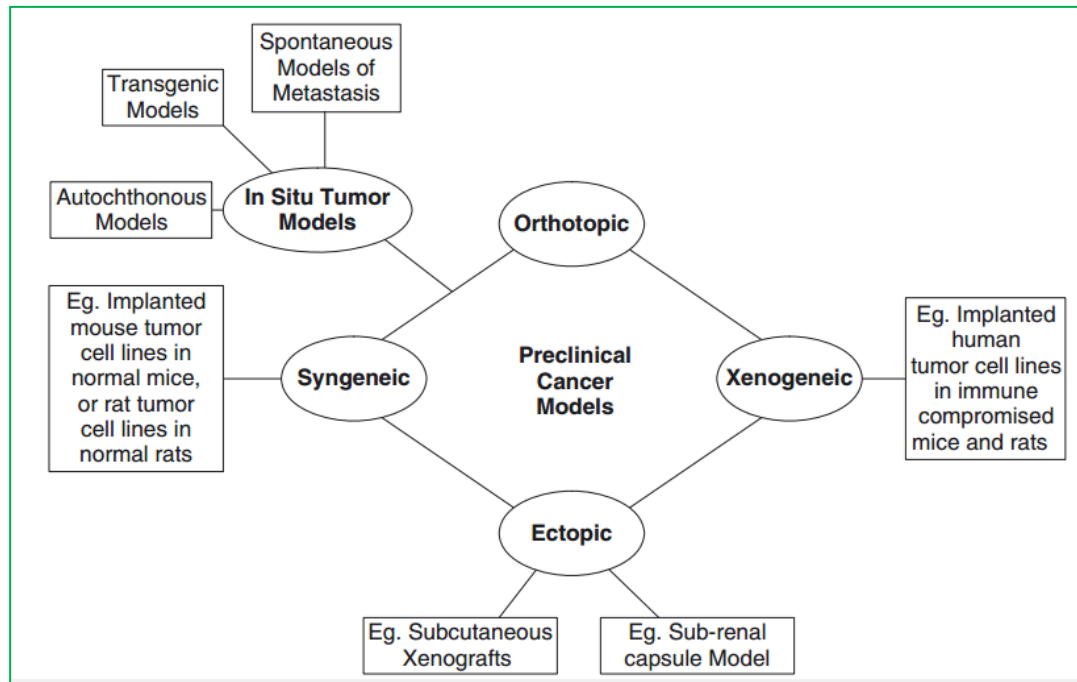 Spontaneous
Models of
Metastasis
Transgenic
Models
Autochthonous
Models
In Situ Tumor
Models
Orthotopic
Eg. Implanted
mouse tumor
cell lines in
normal mice,
or rat tumor
cell lines in
normal rats
Syngeneic
Preclinical
Cancer
Models
Xenogeneic
Eg. Implanted
human
tumor cell lines
in immune
compromised
mice and rats
Ectopic
Eg. Subcutaneous
Xenografts
Eg. Sub-renal
capsule Model